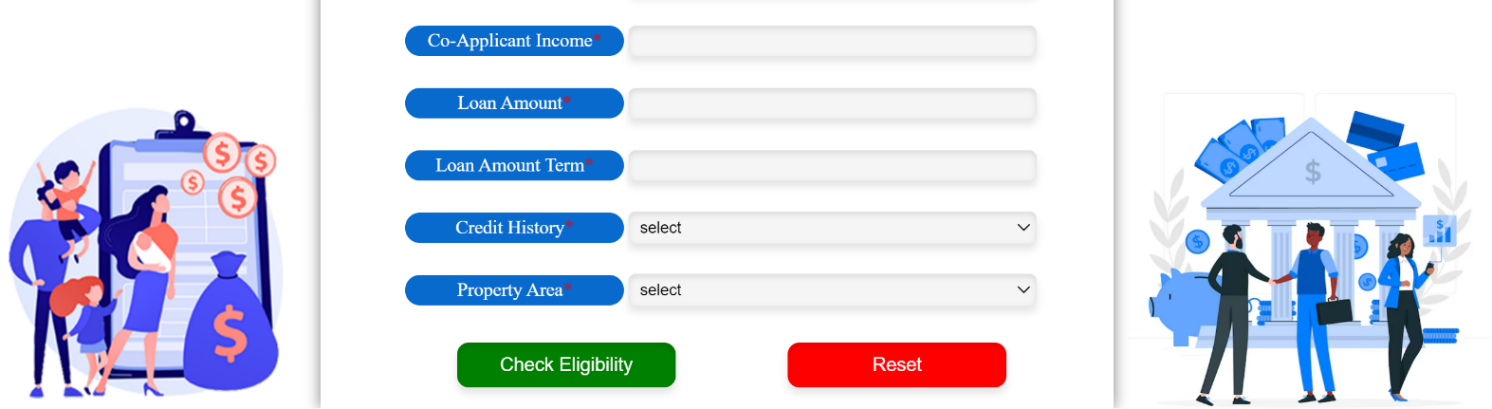 Co-Applicant Income*
Loan Amount*
Loan Amount Term*
Credit History* select
Property Area* select
Check Eligibility Reset
$ $ $ $ $
$ $ $ $ $ $